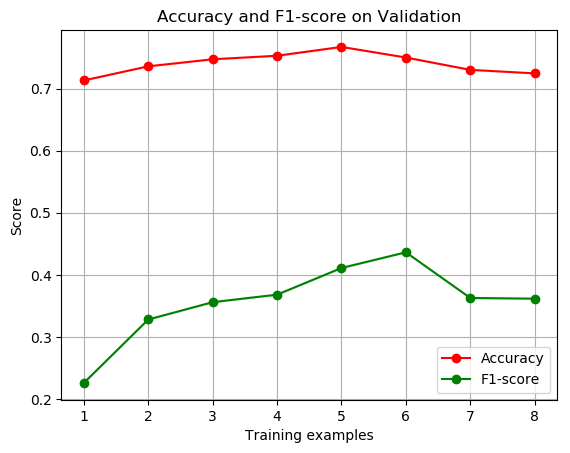 Accuracy and F1-score on Validation
Score
0.7
0.6
0.5
0.4
0.3
0.2
Accuracy
F1-score
1 2 3 4 5 6 7 8
Training examples